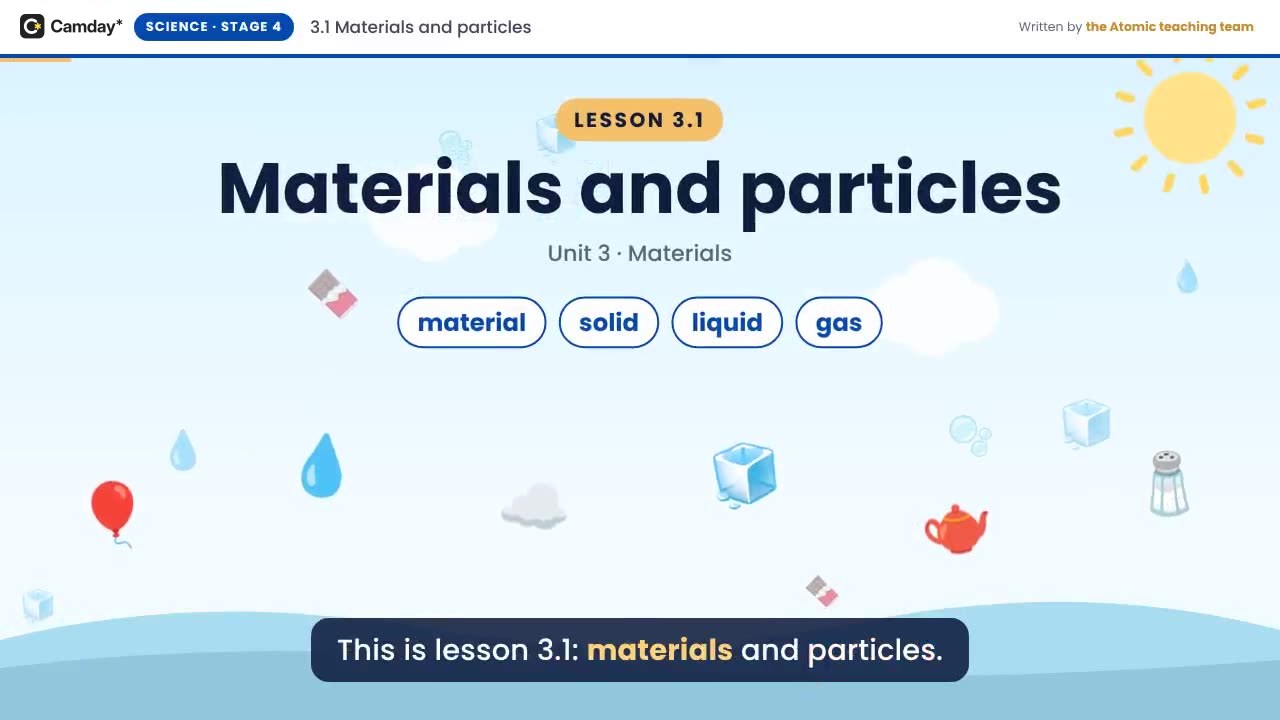 Camday*
SCIENCE · STAGE 4
3.1 Materials and particles
Written by the Atomic teaching team
LESSON 3.1
Materials and particles
Unit 3 · Materials
material
solid
liquid
gas
This is lesson 3.1: materials and particles.